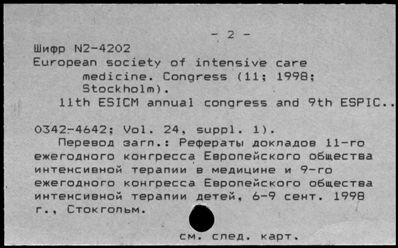 - 2 -
Шифр N2-4202
European society of intensive care
medicine. Congress (11; 1998;
Stockholm).
11th ESICM annual congress and 9th ESPIC..
0342-4642; Vol. 24, suppl. 1).
Перевод загл.: Рефераты докладов 11-го
ежегодного конгресса Европейского общества
интенсивной терапии в медицине и 9-го
ежегодного конгресса Европейского общества
интенсивной терапии детей, 6-9 сент. 1998
г., Стокгольм.
см. след. карт.